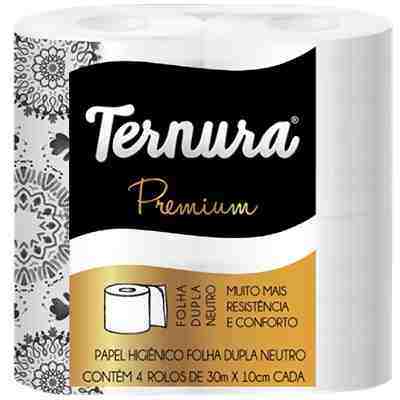 Ternura®
Premium
FOLHA
DUPLA
NEUTRO
MUITO MAIS
RESISTÊNCIA
E CONFORTO
PAPEL HIGIÊNICO FOLHA DUPLA NEUTRO
CONTÉM 4 ROLOS DE 30m X 10cm CADA